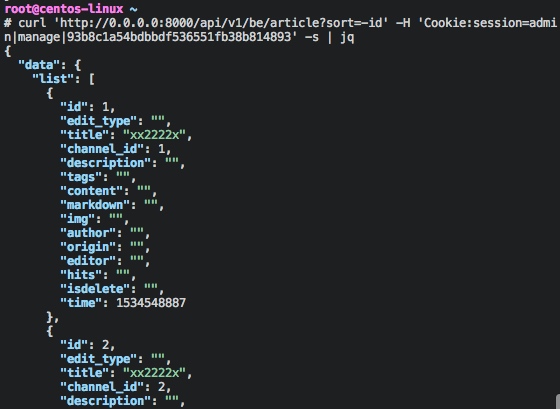 root@centos-linux ~
# curl 'http://0.0.0.0:8000/api/v1/be/article?sort=-id' -H 'Cookie:session=admi
n|manage|93b8c1a54bdbbdf536551fb38b814893' -s | jq
{
  "data": {
    "list": [
      {
        "id": 1,
        "edit_type": "",
        "title": "xx2222x",
        "channel_id": 1,
        "description": "",
        "tags": "",
        "content": "",
        "markdown": "",
        "img": "",
        "author": "",
        "origin": "",
        "editor": "",
        "hits": "",
        "isdelete": "",
        "time": 1534548887
      },
      {
        "id": 2,
        "edit_type": "",
        "title": "xx2222x",
        "channel_id": 2,
        "description": "",